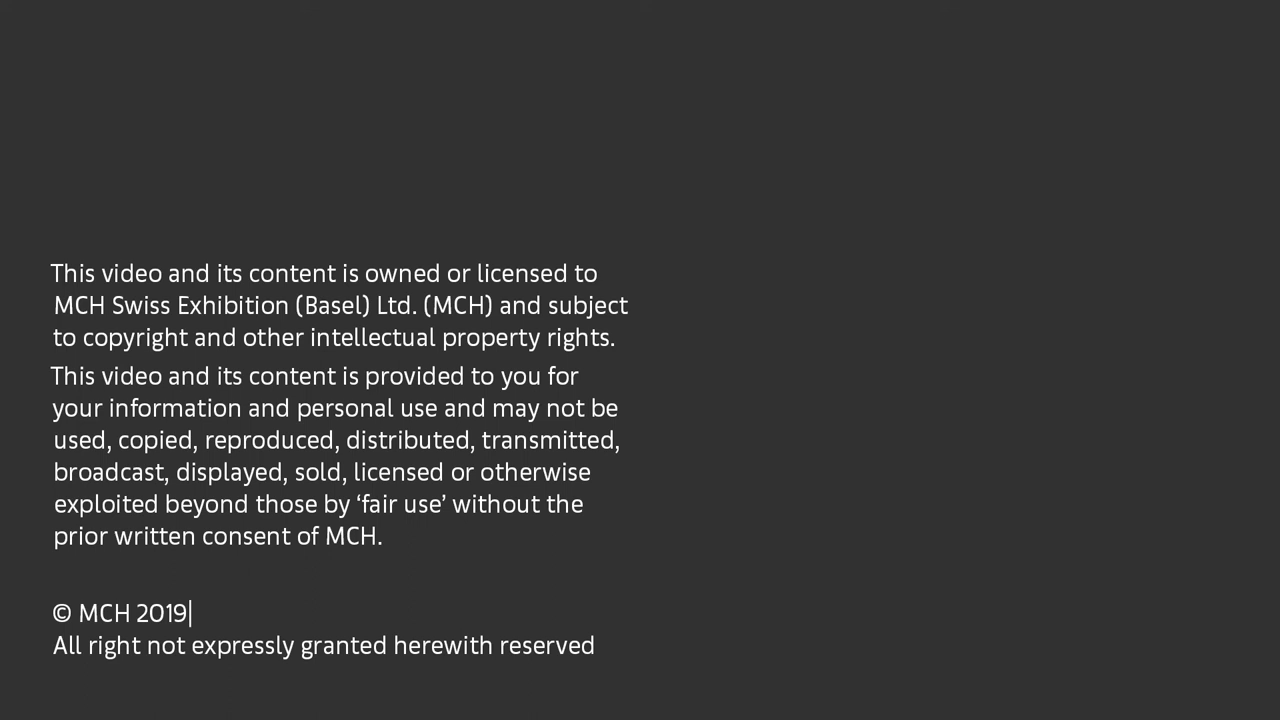 This video and its content is owned or licensed to
MCH Swiss Exhibition (Basel) Ltd. (MCH) and subject
to copyright and other intellectual property rights.
This video and its content is provided to you for
your information and personal use and may not be
used, copied, reproduced, distributed, transmitted,
broadcast, displayed, sold, licensed or otherwise
exploited beyond those by ‘fair use’ without the
prior written consent of MCH.
© MCH 2019|
All right not expressly granted herewith reserved